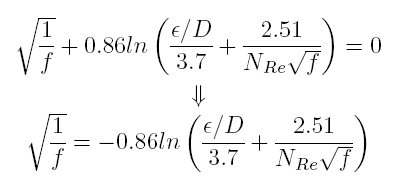 √(1/f) + 0.86ln ( (ϵ/D)/3.7 + 2.51/(N_Re√f) ) = 0
⇓
√(1/f) = −0.86ln ( (ϵ/D)/3.7 + 2.51/(N_Re√f) )